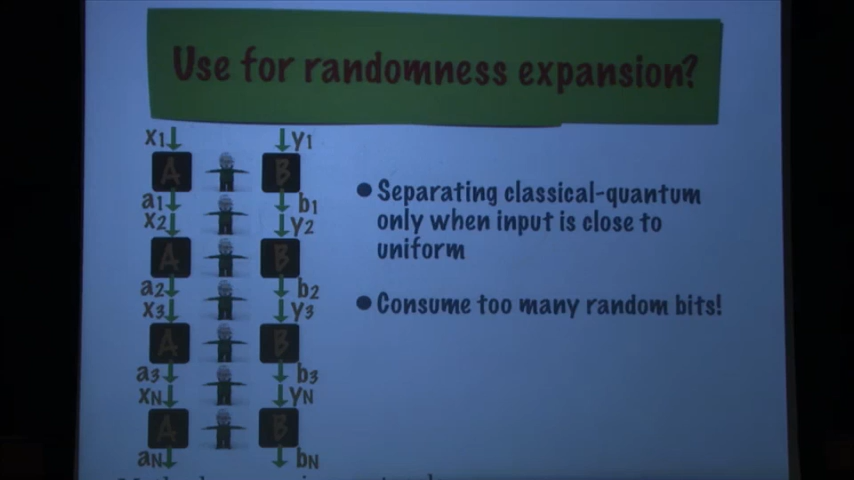 Use for randomness expansion?
x1 y1
A B
a1 b1
x2 y2
A B
a2 b2
x3 y3
A B
a3 b3
xN yN
A B
aN bN
● Separating classical-quantum
only when input is close to
uniform
● Consume too many random bits!